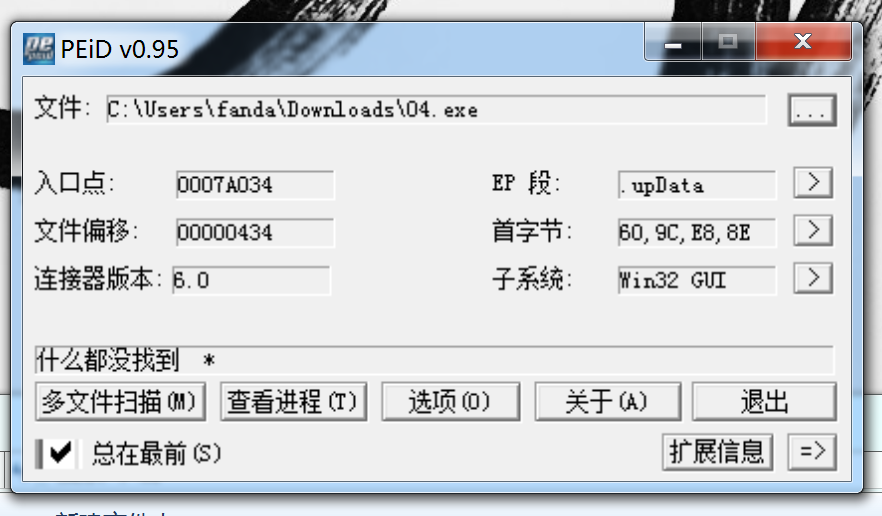 PEiD v0.95
文件: C:\Users\fanda\Downloads\04.exe ...
入口点: 0007A034 EP 段: .upData >
文件偏移: 00000434 首字节: 60,9C,E8,8E >
连接器版本: 6.0 子系统: Win32 GUI >
什么都没找到 *
多文件扫描(M) 查看进程(T) 选项(O) 关于(A) 退出
总在最前(S) 扩展信息 =>